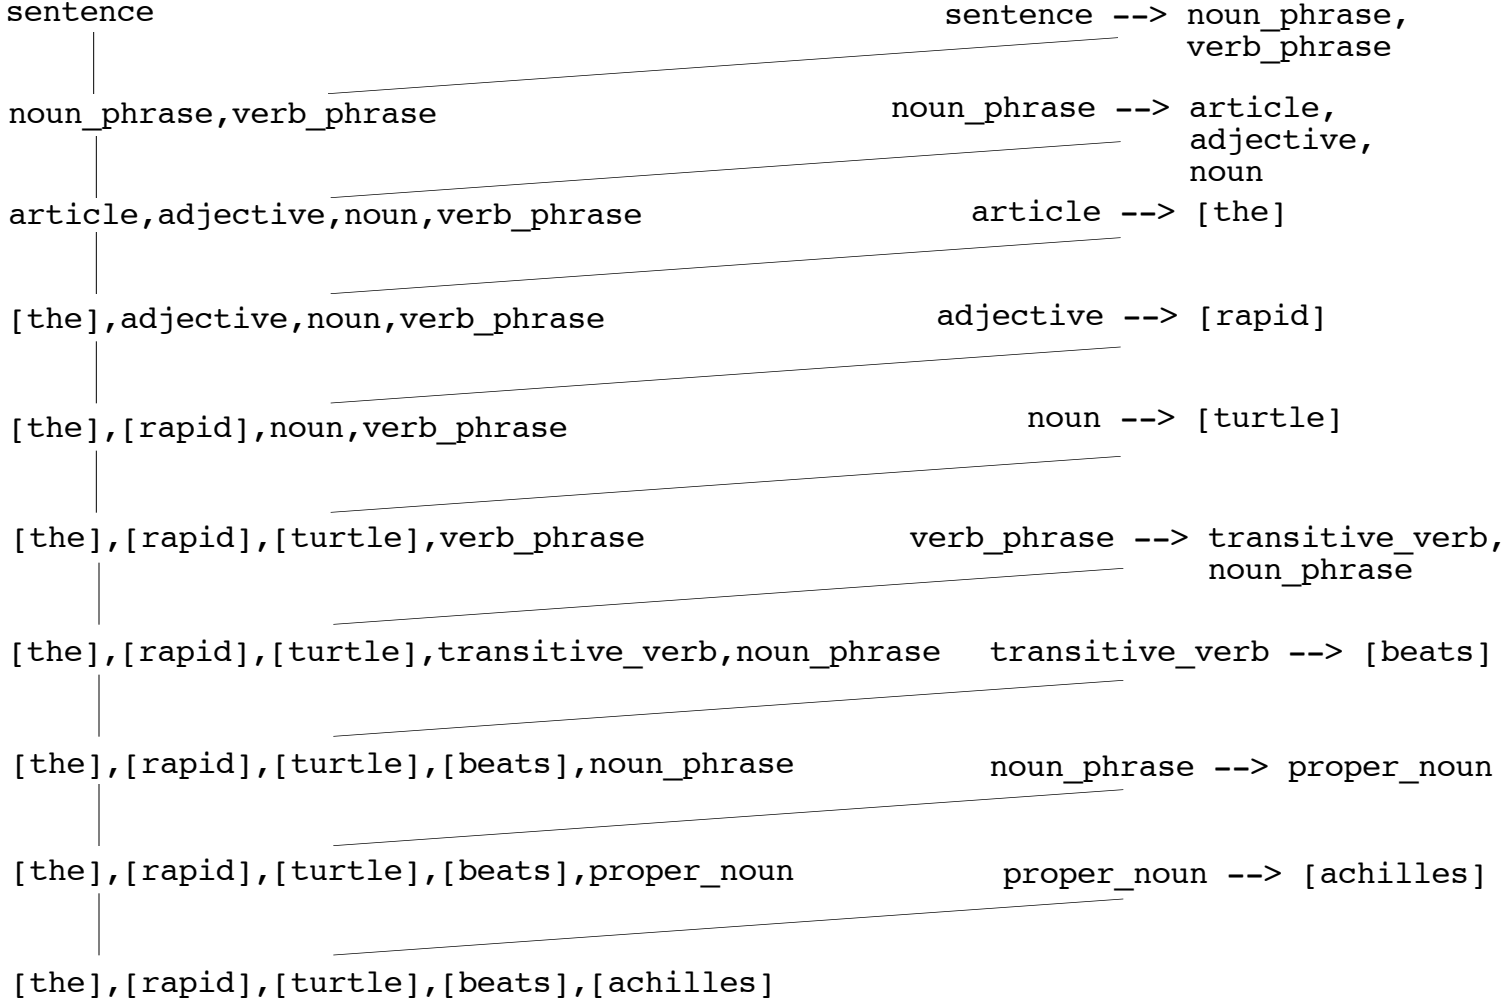 sentence
sentence --> noun_phrase,
verb_phrase
noun_phrase,verb_phrase
noun_phrase --> article,
adjective,
noun
article,adjective,noun,verb_phrase
article --> [the]
[the],adjective,noun,verb_phrase
adjective --> [rapid]
[the],[rapid],noun,verb_phrase
noun --> [turtle]
[the],[rapid],[turtle],verb_phrase
verb_phrase --> transitive_verb,
noun_phrase
[the],[rapid],[turtle],transitive_verb,noun_phrase
transitive_verb --> [beats]
[the],[rapid],[turtle],[beats],noun_phrase
noun_phrase --> proper_noun
[the],[rapid],[turtle],[beats],proper_noun
proper_noun --> [achilles]
[the],[rapid],[turtle],[beats],[achilles]